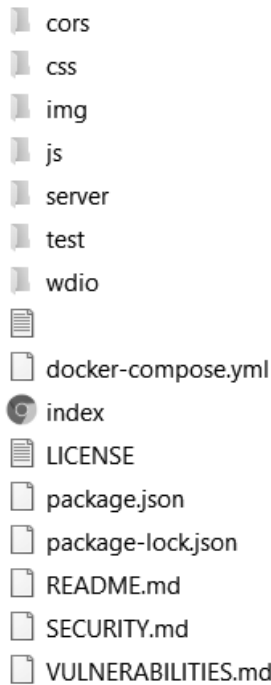 cors
css
img
js
server
test
wdio
docker-compose.yml
index
LICENSE
package.json
package-lock.json
README.md
SECURITY.md
VULNERABILITIES.md